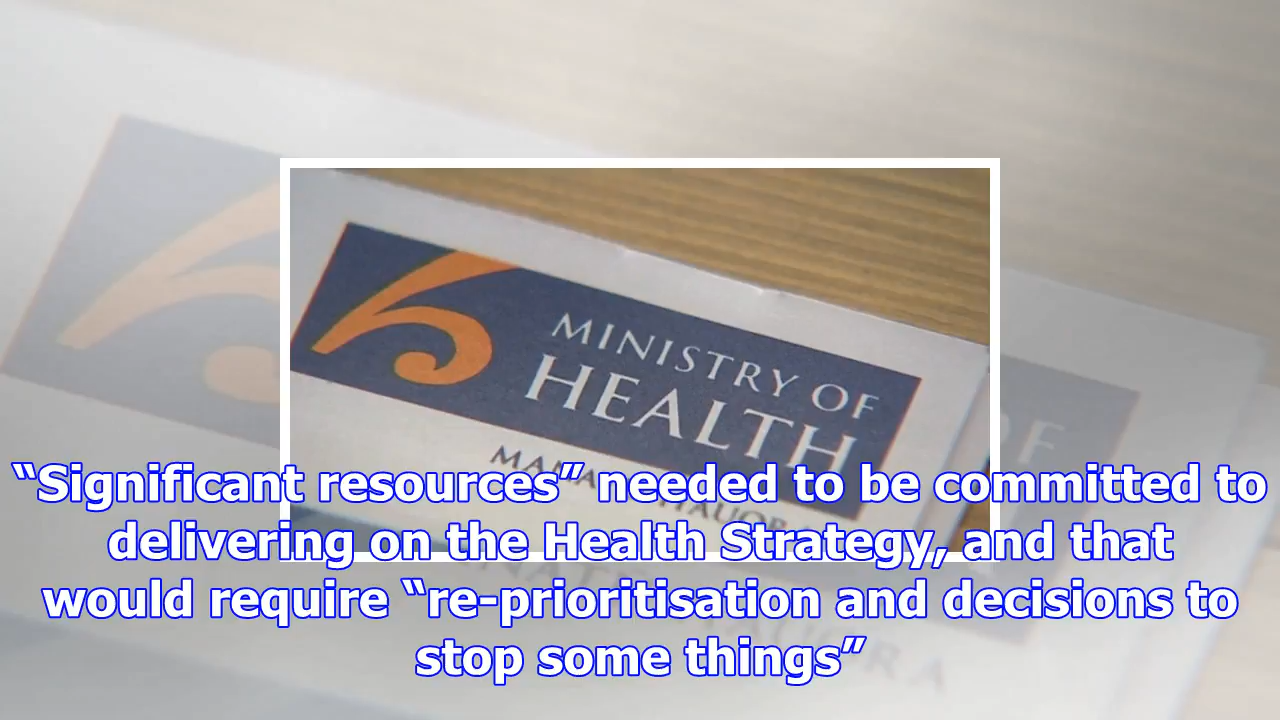 MINISTRY OF
HEALTH
“Significant resources” needed to be committed to
delivering on the Health Strategy, and that
would require “re-prioritisation and decisions to
stop some things”